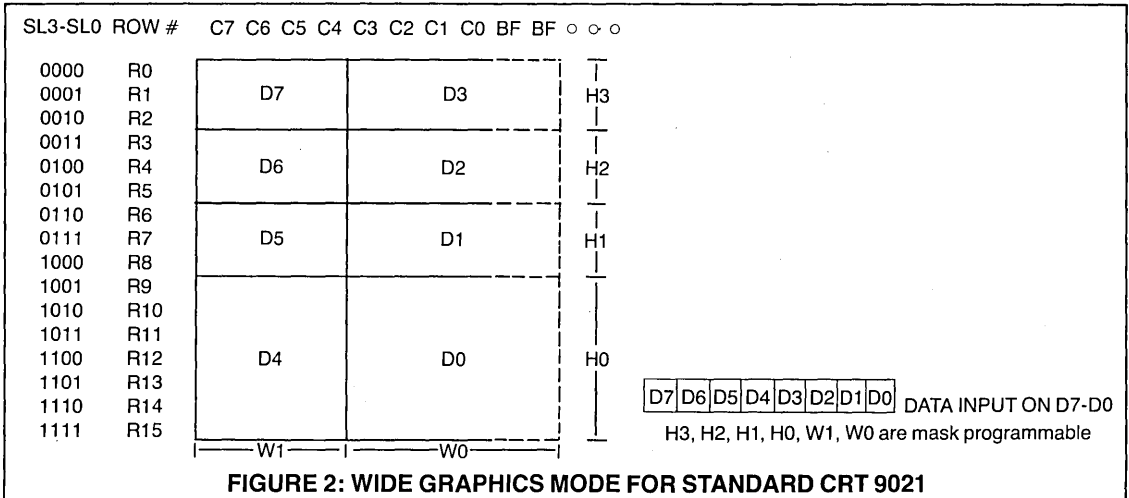 SL3-SL0 ROW # C7 C6 C5 C4 C3 C2 C1 C0 BF BF ○ ○ ○
0000 R0
0001 R1 D7 D3 H3
0010 R2
0011 R3
0100 R4 D6 D2 H2
0101 R5
0110 R6
0111 R7 D5 D1 H1
1000 R8
1001 R9
1010 R10
1011 R11
1100 R12 D4 D0 H0
1101 R13
1110 R14
1111 R15
W1 W0
D7 D6 D5 D4 D3 D2 D1 D0 DATA INPUT ON D7-D0
H3, H2, H1, H0, W1, W0 are mask programmable
FIGURE 2: WIDE GRAPHICS MODE FOR STANDARD CRT 9021